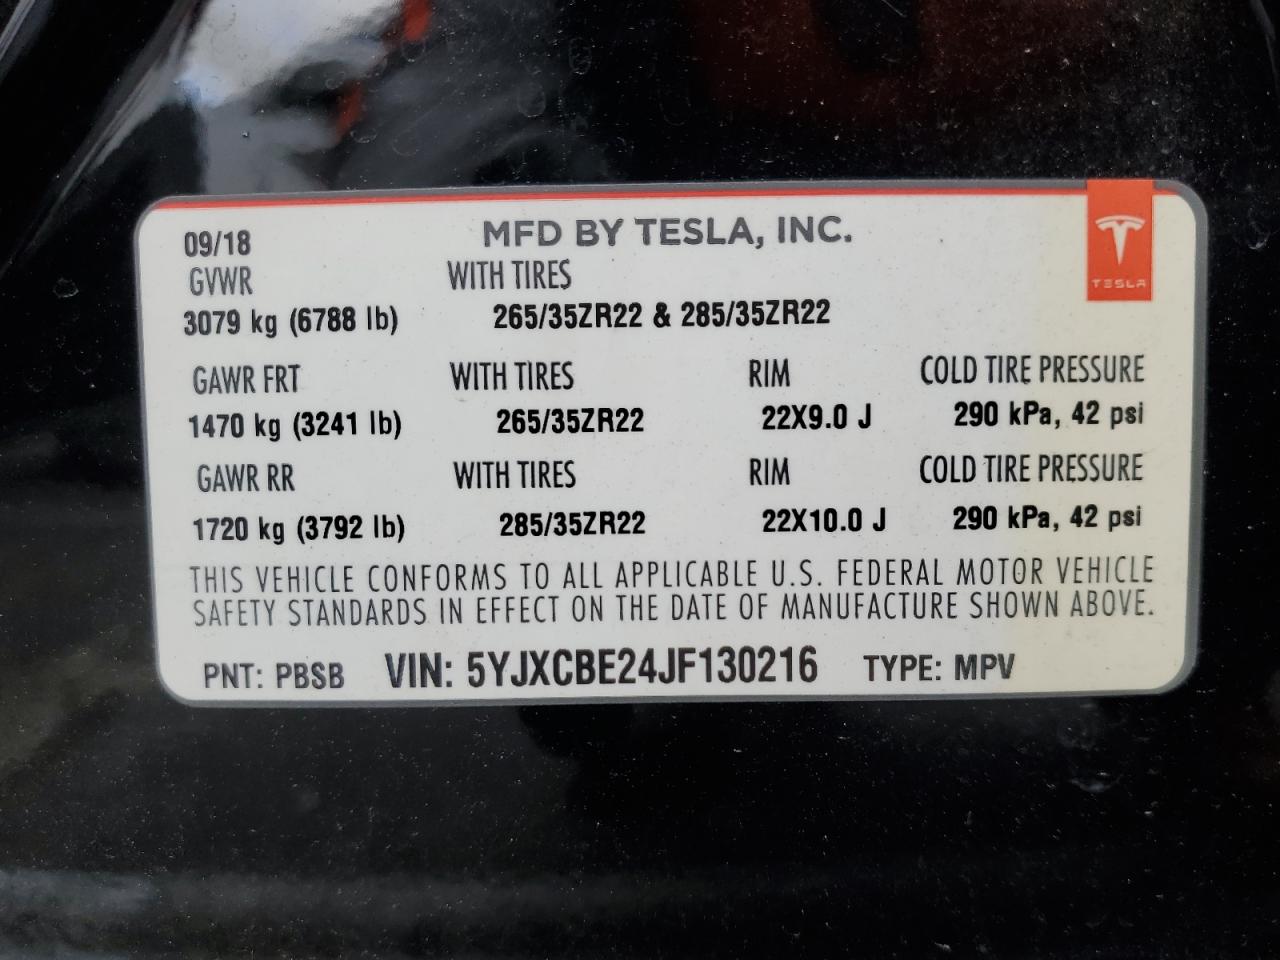 09/18 MFD BY TESLA, INC.
TESLA
GVWR WITH TIRES
3079 kg (6788 lb) 265/35ZR22 & 285/35ZR22
GAWR FRT WITH TIRES RIM COLD TIRE PRESSURE
1470 kg (3241 lb) 265/35ZR22 22X9.0 J 290 kPa, 42 psi
GAWR RR WITH TIRES RIM COLD TIRE PRESSURE
1720 kg (3792 lb) 285/35ZR22 22X10.0 J 290 kPa, 42 psi
THIS VEHICLE CONFORMS TO ALL APPLICABLE U.S. FEDERAL MOTOR VEHICLE
SAFETY STANDARDS IN EFFECT ON THE DATE OF MANUFACTURE SHOWN ABOVE.
PNT: PBSB VIN: 5YJXCBE24JF130216 TYPE: MPV